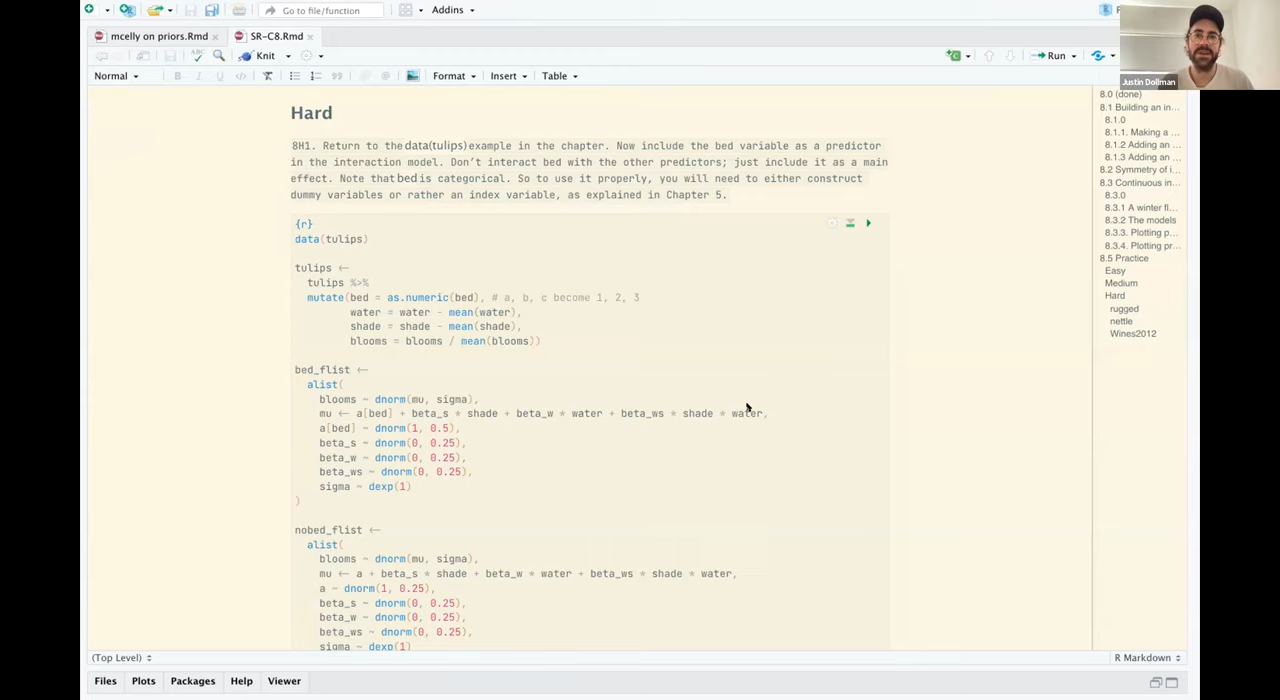 Go to file/function
Addins
mcelly on priors.Rmd
SR-C8.Rmd
ABC
Knit
Run
Justin Dollman
Normal
B
I
U
Format
Insert
Table
Hard
8H1. Return to the data(tulips) example in the chapter. Now include the bed variable as a predictor
in the interaction model. Don't interact bed with the other predictors; just include it as a main
effect. Note that bed is categorical. So to use it properly, you will need to either construct
dummy variables or rather an index variable, as explained in Chapter 5.
{r}
data(tulips)
tulips ←
tulips %>%
mutate(bed = as.numeric(bed), # a, b, c become 1, 2, 3
water = water - mean(water),
shade = shade - mean(shade),
blooms = blooms / mean(blooms))
bed_flist ←
alist(
blooms ~ dnorm(mu, sigma),
mu ← a[bed] + beta_s * shade + beta_w * water + beta_ws * shade * water,
a[bed] ~ dnorm(1, 0.5),
beta_s ~ dnorm(0, 0.25),
beta_w ~ dnorm(0, 0.25),
beta_ws ~ dnorm(0, 0.25),
sigma ~ dexp(1)
)
nobed_flist ←
alist(
blooms ~ dnorm(mu, sigma),
mu ← a + beta_s * shade + beta_w * water + beta_ws * shade * water,
a ~ dnorm(1, 0.25),
beta_s ~ dnorm(0, 0.25),
beta_w ~ dnorm(0, 0.25),
beta_ws ~ dnorm(0, 0.25),
sigma ~ dexp(1)
8.0 (done)
8.1 Building an in...
8.1.0
8.1.1. Making a ...
8.1.2 Adding an ...
8.1.3 Adding an ...
8.2 Symmetry of i...
8.3 Continuous in...
8.3.0
8.3.1 A winter fl...
8.3.2 The models
8.3.3. Plotting p...
8.3.4. Plotting pr...
8.5 Practice
Easy
Medium
Hard
rugged
nettle
Wines2012
(Top Level)
R Markdown
Files
Plots
Packages
Help
Viewer